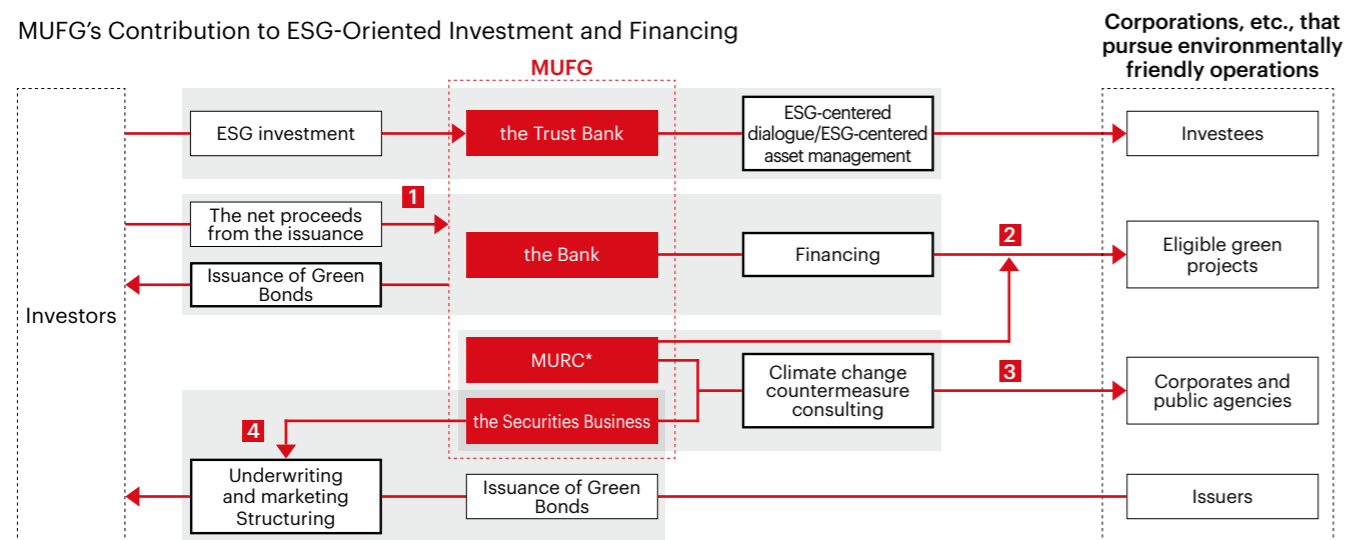 MUFG's Contribution to ESG-Oriented Investment and Financing
Corporations, etc., that
pursue environmentally
friendly operations
MUFG
ESG investment
the Trust Bank
ESG-centered
dialogue/ESG-centered
asset management
Investees
1
The net proceeds
from the issuance
the Bank
Financing
2
Eligible green
projects
Issuance of Green
Bonds
Investors
MURC*
Climate change
countermeasure
consulting
3
Corporates and
public agencies
the Securities Business
4
Underwriting
and marketing
Structuring
Issuance of Green
Bonds
Issuers